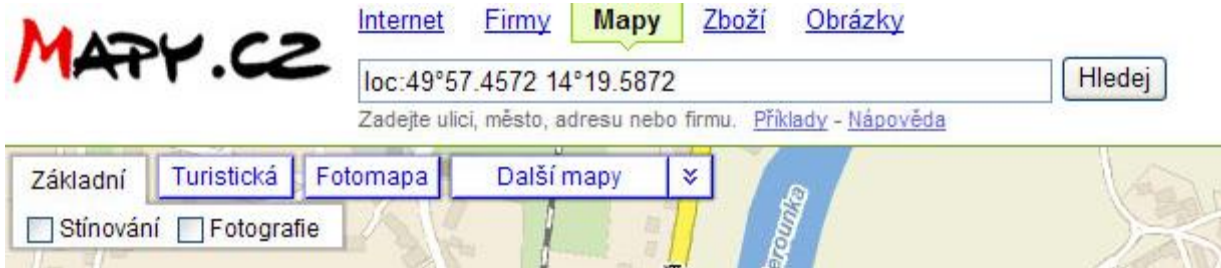 MAPY.CZ
Internet Firmy Mapy Zboží Obrázky
loc:49°57.4572 14°19.5872 Hledej
Zadejte ulici, město, adresu nebo firmu. Příklady - Nápověda
Základní Turistická Fotomapa Další mapy
Stínování Fotografie